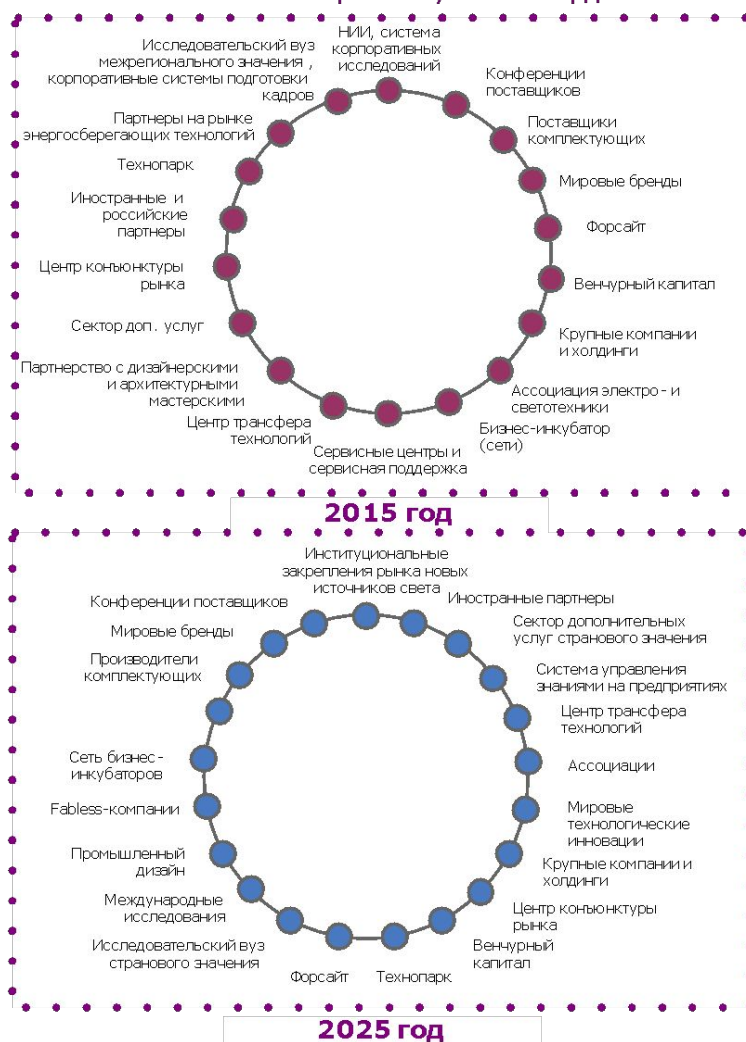 НИИ, система
корпоративных
исследований
Исследовательский вуз
межрегионального значения ,
корпоративные системы подготовки
кадров
Конференции
поставщиков
Партнеры на рынке
энергосберегающих технологий
Поставщики
комплектующих
Технопарк
Мировые бренды
Иностранные и
российские
партнеры
Форсайт
Центр конъюнктуры
рынка
Венчурный капитал
Сектор доп. услуг
Крупные компании
и холдинги
Партнерство с дизайнерскими
и архитектурными
мастерскими
Ассоциация электро- и
светотехники
Центр трансфера
технологий
Бизнес-инкубатор
(сети)
Сервисные центры и
сервисная поддержка
2015 год
Институциональные
закрепления рынка новых
источников света
Конференции поставщиков
Иностранные партнеры
Мировые бренды
Сектор дополнительных
услуг странового значения
Производители
комплектующих
Система управления
знаниями на предприятиях
Центр трансфера
технологий
Сеть бизнес-
инкубаторов
Ассоциации
Fabless-компании
Мировые
технологические
инновации
Промышленный
дизайн
Крупные компании и
холдинги
Международные
исследования
Центр конъюнктуры
рынка
Исследовательский вуз
странового значения
Венчурный
капитал
Форсайт
Технопарк
2025 год